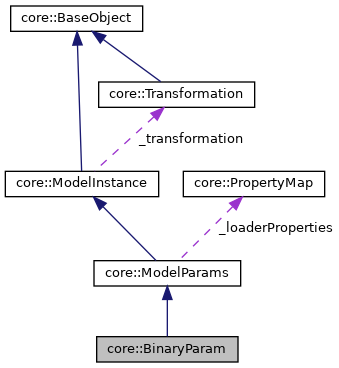 core::BaseObject
core::Transformation
_transformation
core::ModelInstance
core::PropertyMap
_loaderProperties
core::ModelParams
core::BinaryParam